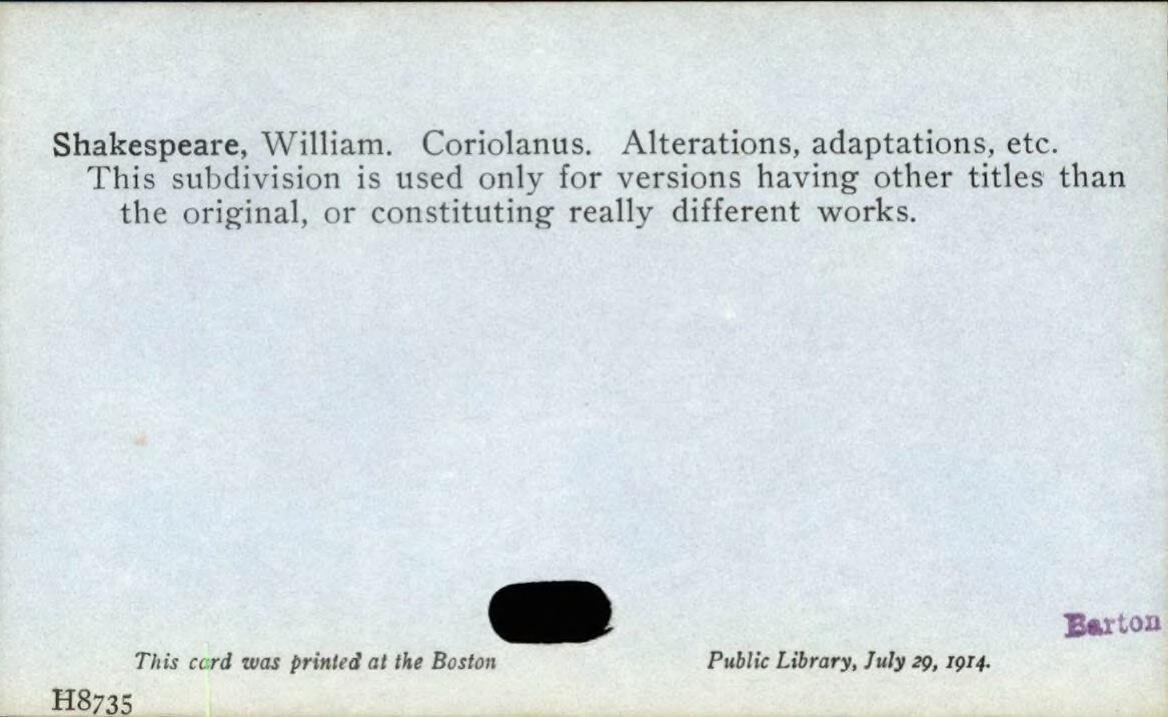 Shakespeare, William. Coriolanus. Alterations, adaptations, etc.
This subdivision is used only for versions having other titles than
the original, or constituting really different works.
Barton
This card was printed at the Boston Public Library, July 29, 1914.
H8735